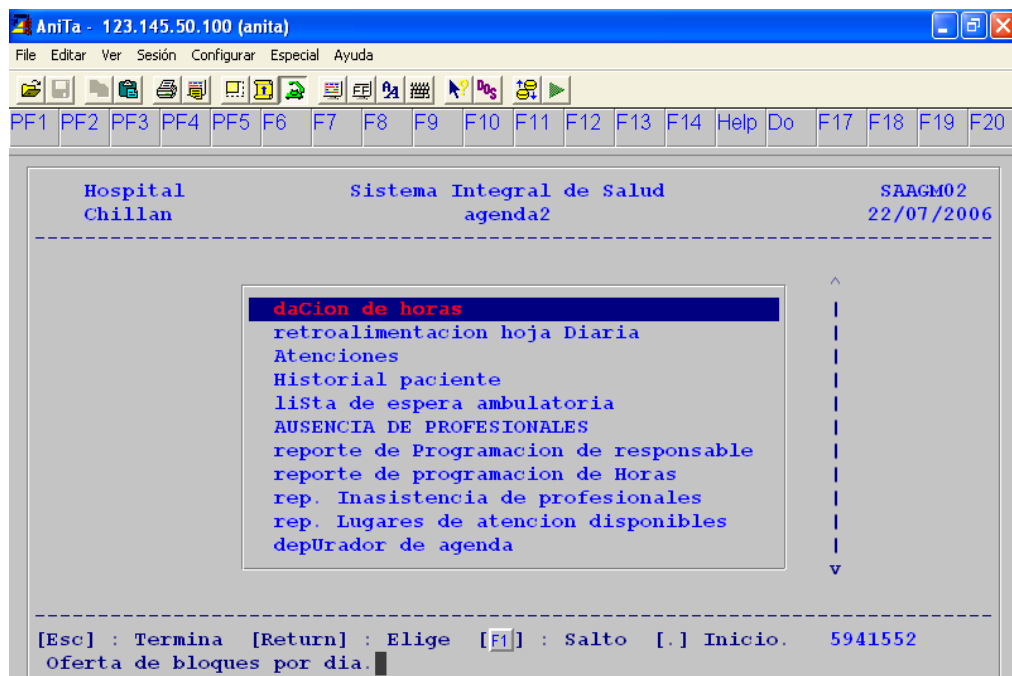 AniTa - 123.145.50.100 (anita)
File Editar Ver Sesión Configurar Especial Ayuda
DOS
PF1 PF2 PF3 PF4 PF5 F6 F7 F8 F9 F10 F11 F12 F13 F14 Help Do F17 F18 F19 F20
Hospital Sistema Integral de Salud SAAGM02
Chillan agenda2 22/07/2006
daCion de horas
retroalimentacion hoja Diaria
Atenciones
Historial paciente
liSta de espera ambulatoria
AUSENCIA DE PROFESIONALES
reporte de Programacion de responsable
reporte de programacion de Horas
rep. Inasistencia de profesionales
rep. Lugares de atencion disponibles
depUrador de agenda
[Esc] : Termina [Return] : Elige [F1] : Salto [.] Inicio. 5941552
Oferta de bloques por dia.